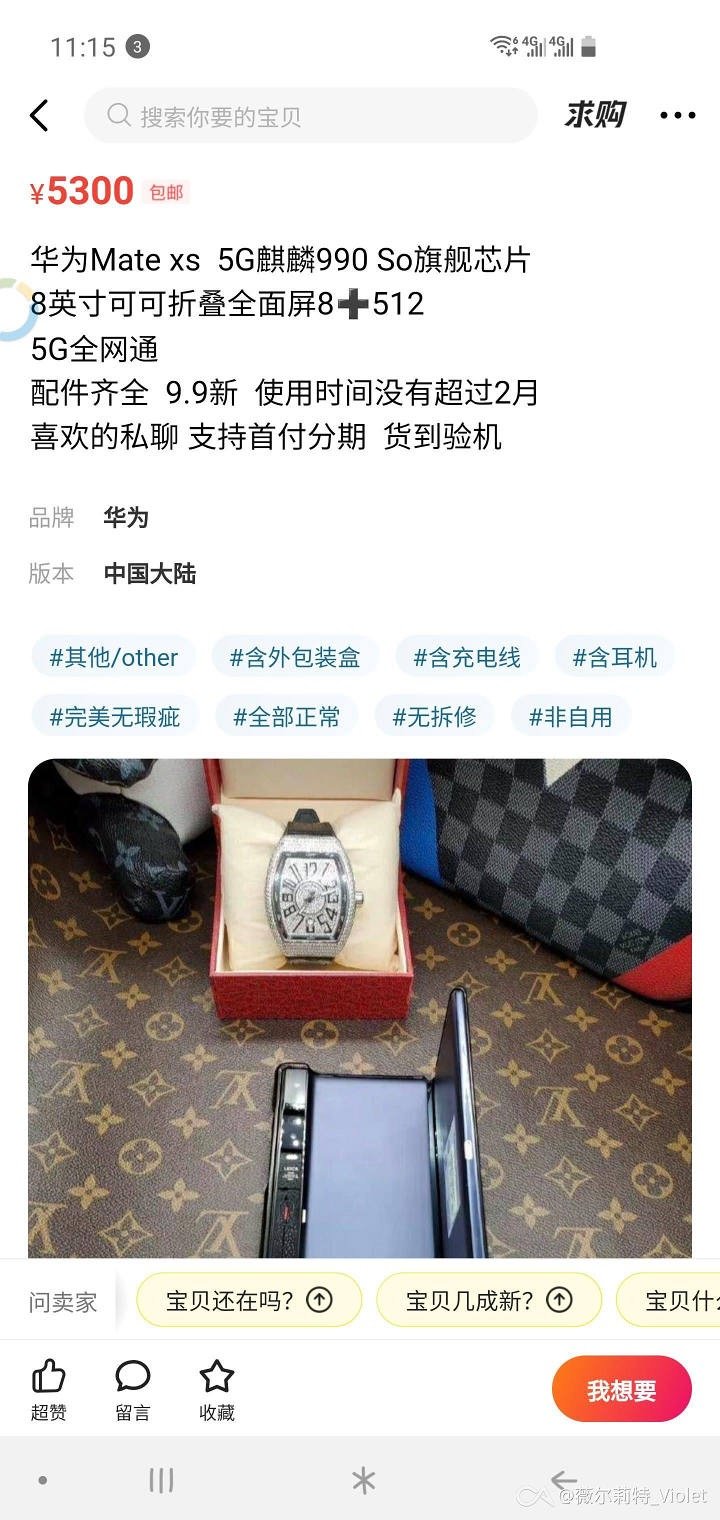 11:15 3 6 4G 4G
搜索你要的宝贝 求购
¥5300 包邮
华为Mate xs 5G麒麟990 So旗舰芯片
8英寸可可折叠全面屏8➕512
5G全网通
配件齐全 9.9新 使用时间没有超过2月
喜欢的私聊 支持首付分期 货到验机
品牌 华为
版本 中国大陆
#其他/other #含外包装盒 #含充电线 #含耳机
#完美无瑕疵 #全部正常 #无拆修 #非自用
LEICA
问卖家 宝贝还在吗? 宝贝几成新? 宝贝什
超赞 留言 收藏 我想要
@薇尔莉特_Violet